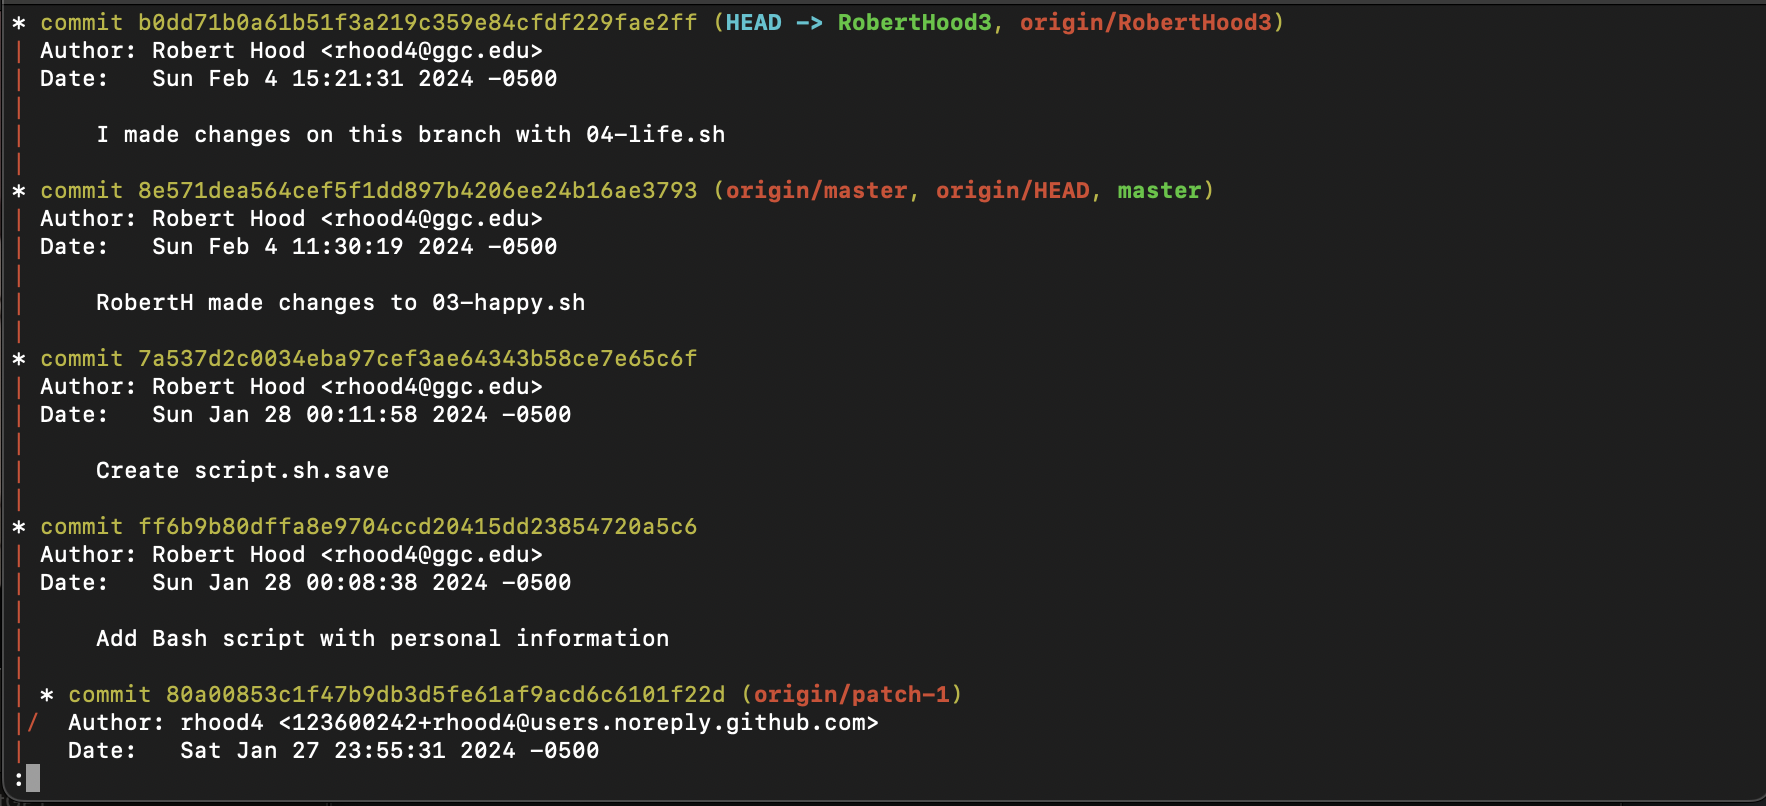 * commit b0dd71b0a61b51f3a219c359e84cfdf229fae2ff (HEAD -> RobertHood3, origin/RobertHood3)
| Author: Robert Hood <rhood4@ggc.edu>
| Date:   Sun Feb 4 15:21:31 2024 -0500
|
|     I made changes on this branch with 04-life.sh
|
* commit 8e571dea564cef5f1dd897b4206ee24b16ae3793 (origin/master, origin/HEAD, master)
| Author: Robert Hood <rhood4@ggc.edu>
| Date:   Sun Feb 4 11:30:19 2024 -0500
|
|     RobertH made changes to 03-happy.sh
|
* commit 7a537d2c0034eba97cef3ae64343b58ce7e65c6f
| Author: Robert Hood <rhood4@ggc.edu>
| Date:   Sun Jan 28 00:11:58 2024 -0500
|
|     Create script.sh.save
|
* commit ff6b9b80dffa8e9704ccd20415dd23854720a5c6
| Author: Robert Hood <rhood4@ggc.edu>
| Date:   Sun Jan 28 00:08:38 2024 -0500
|
|     Add Bash script with personal information
|
| * commit 80a00853c1f47b9db3d5fe61af9acd6c6101f22d (origin/patch-1)
|/  Author: rhood4 <123600242+rhood4@users.noreply.github.com>
|   Date:   Sat Jan 27 23:55:31 2024 -0500
: